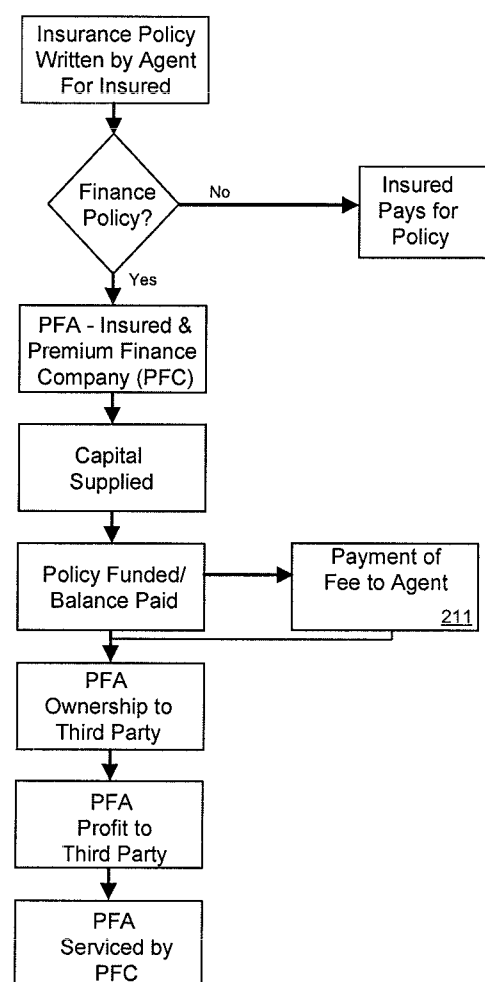 Insurance Policy
Written by Agent
For Insured
Finance
Policy?
No
Insured
Pays for
Policy
Yes
PFA - Insured &
Premium Finance
Company (PFC)
Capital
Supplied
Policy Funded/
Balance Paid
Payment of
Fee to Agent
211
PFA
Ownership to
Third Party
PFA
Profit to
Third Party
PFA
Serviced by
PFC